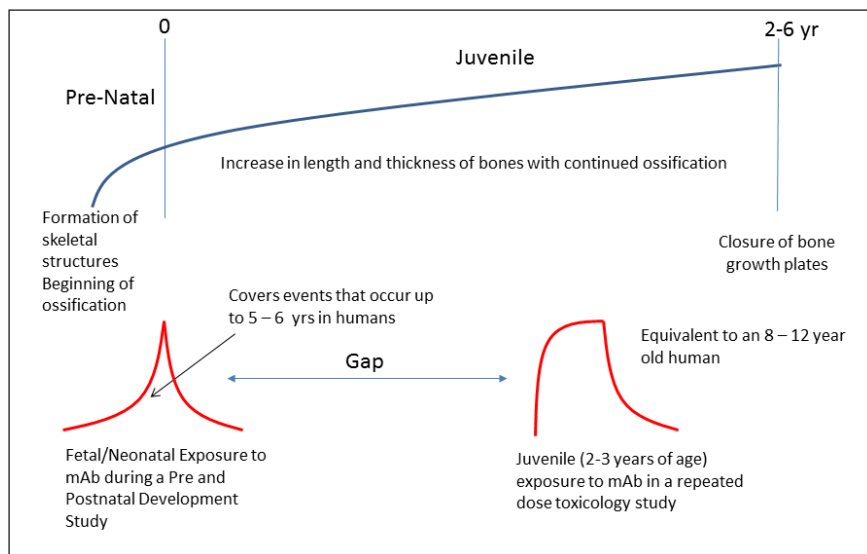 0
2-6 yr
Juvenile
Pre-Natal
Increase in length and thickness of bones with continued ossification
Formation of
skeletal
structures
Beginning of
ossification
Closure of bone
growth plates
Covers events that occur up
to 5 – 6 yrs in humans
Gap
Equivalent to an 8 – 12 year
old human
Fetal/Neonatal Exposure to
mAb during a Pre and
Postnatal Development
Study
Juvenile (2-3 years of age)
exposure to mAb in a repeated
dose toxicology study